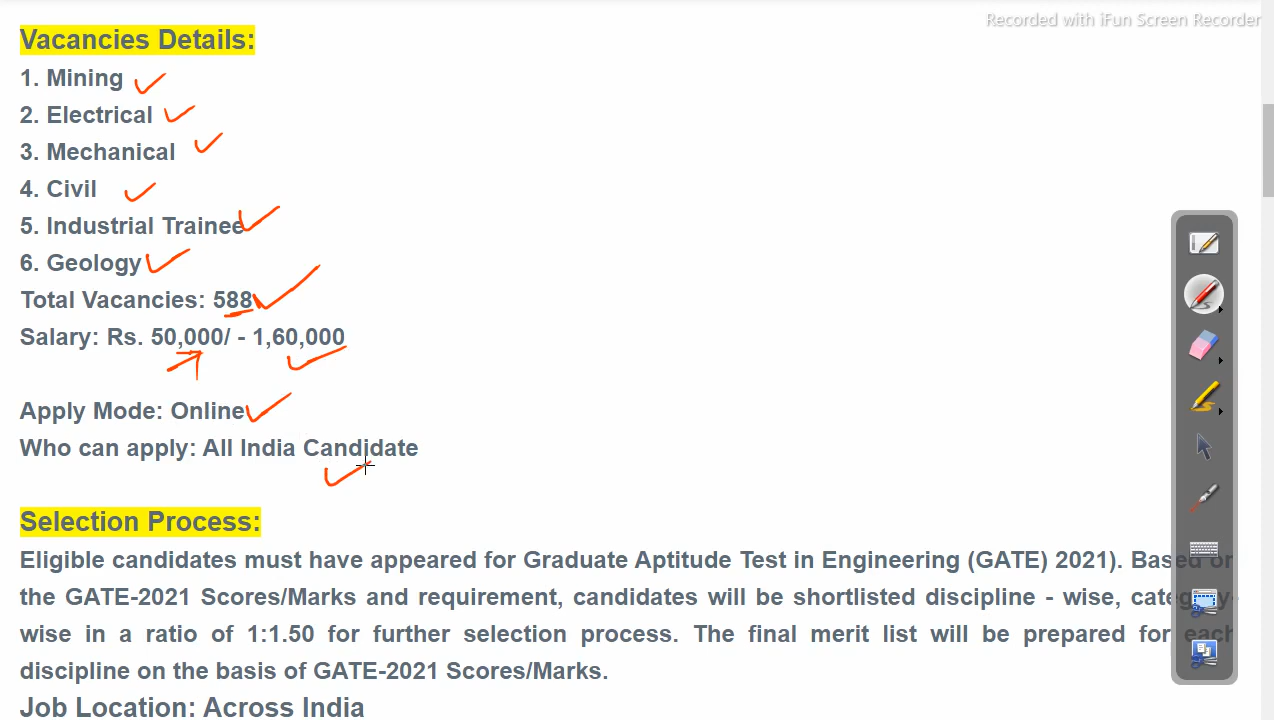 Recorded with iFun Screen Recorder
Vacancies Details:
1. Mining
2. Electrical
3. Mechanical
4. Civil
5. Industrial Trainee
6. Geology
Total Vacancies: 588
Salary: Rs. 50,000/ - 1,60,000
Apply Mode: Online
Who can apply: All India Candidate
Selection Process:
Eligible candidates must have appeared for Graduate Aptitude Test in Engineering (GATE) 2021). Based on
the GATE-2021 Scores/Marks and requirement, candidates will be shortlisted discipline - wise, category-
wise in a ratio of 1:1.50 for further selection process. The final merit list will be prepared for each
discipline on the basis of GATE-2021 Scores/Marks.
Job Location: Across India